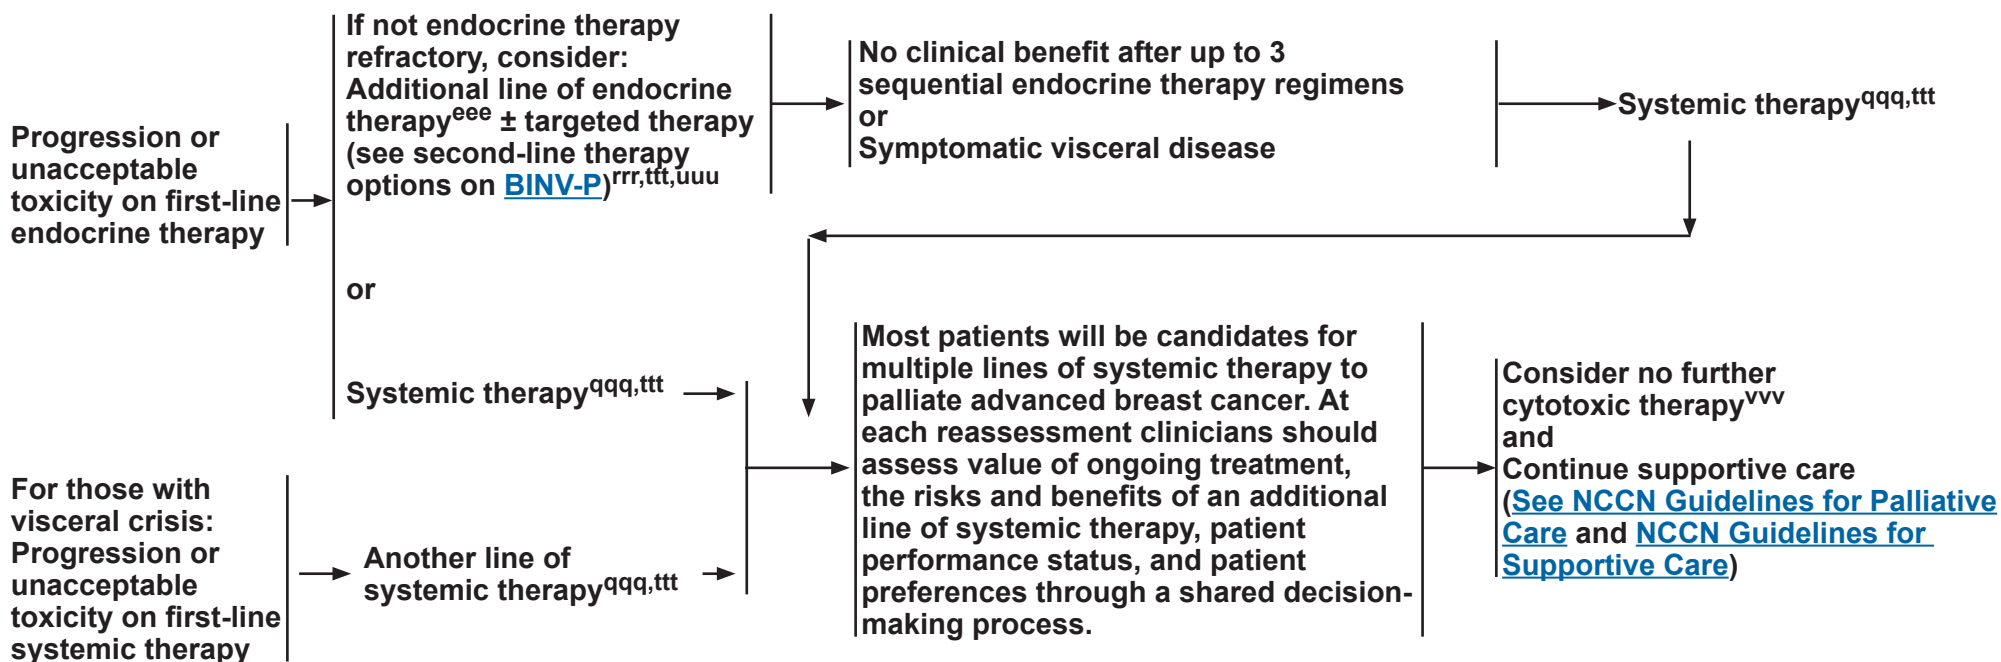 Progression or
unacceptable
toxicity on first-line
endocrine therapy
If not endocrine therapy
refractory, consider:
Additional line of endocrine
therapyeee ± targeted therapy
(see second-line therapy
options on BINV-P)rrr,ttt,uuu
or
Systemic therapyqqq,ttt
No clinical benefit after up to 3
sequential endocrine therapy regimens
or
Symptomatic visceral disease
Systemic therapyqqq,ttt
For those with
visceral crisis:
Progression or
unacceptable
toxicity on first-line
systemic therapy
Another line of
systemic therapyqqq,ttt
Most patients will be candidates for
multiple lines of systemic therapy to
palliate advanced breast cancer. At
each reassessment clinicians should
assess value of ongoing treatment,
the risks and benefits of an additional
line of systemic therapy, patient
performance status, and patient
preferences through a shared decision-
making process.
Consider no further
cytotoxic therapyvvv
and
Continue supportive care
(See NCCN Guidelines for Palliative
Care and NCCN Guidelines for
Supportive Care)